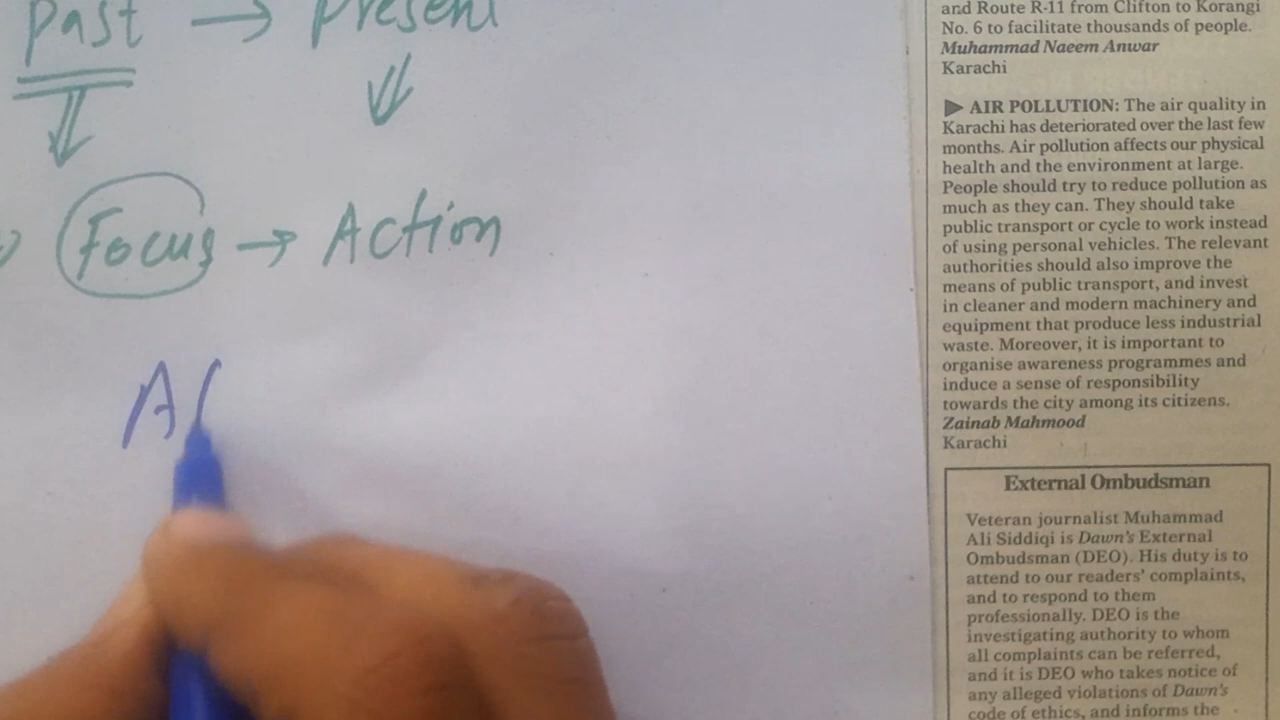 past → present
Focus → Action
A
and Route R-11 from Clifton to Korangi
No. 6 to facilitate thousands of people.
Muhammad Naeem Anwar
Karachi
▶ AIR POLLUTION: The air quality in
Karachi has deteriorated over the last few
months. Air pollution affects our physical
health and the environment at large.
People should try to reduce pollution as
much as they can. They should take
public transport or cycle to work instead
of using personal vehicles. The relevant
authorities should also improve the
means of public transport, and invest
in cleaner and modern machinery and
equipment that produce less industrial
waste. Moreover, it is important to
organise awareness programmes and
induce a sense of responsibility
towards the city among its citizens.
Zainab Mahmood
Karachi
External Ombudsman
Veteran journalist Muhammad
Ali Siddiqi is Dawn's External
Ombudsman (DEO). His duty is to
attend to our readers' complaints,
and to respond to them
professionally. DEO is the
investigating authority to whom
all complaints can be referred,
and it is DEO who takes notice of
any alleged violations of Dawn's
code of ethics, and informs the